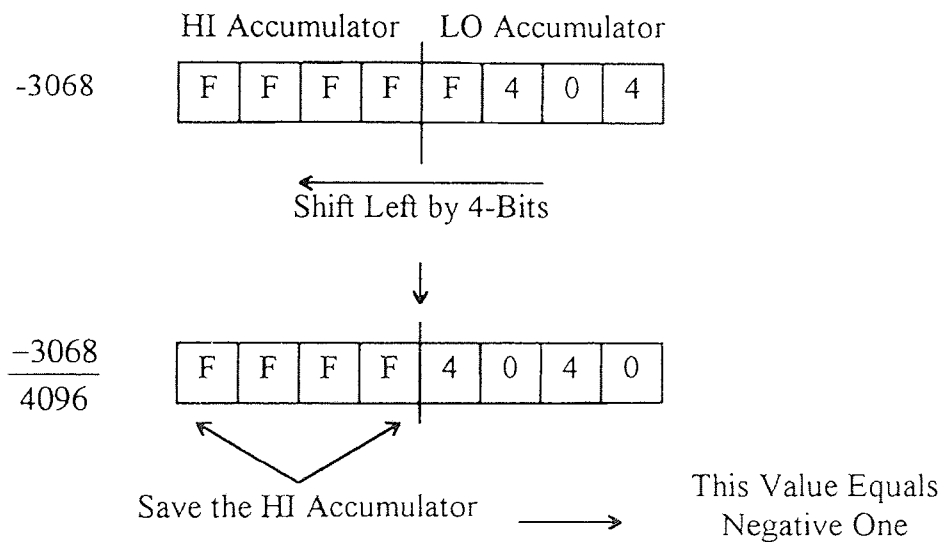 HI Accumulator LO Accumulator
-3068 F F F F F 4 0 4
Shift Left by 4-Bits
–3068
4096
F F F F 4 0 4 0
Save the HI Accumulator
This Value Equals
Negative One